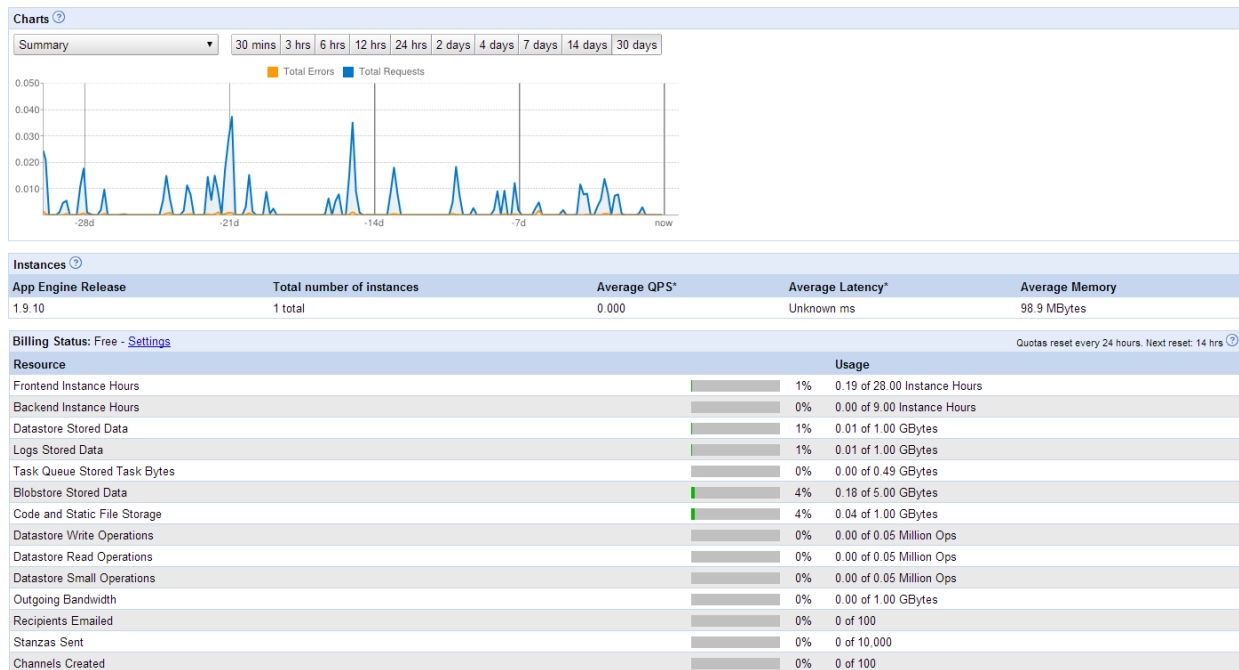 Charts ?
Summary 30 mins 3 hrs 6 hrs 12 hrs 24 hrs 2 days 4 days 7 days 14 days 30 days
Total Errors Total Requests
0.050
0.040
0.030
0.020
0.010
-28d -21d -14d -7d now
Instances ?
App Engine Release Total number of instances Average QPS* Average Latency* Average Memory
1.9.10 1 total 0.000 Unknown ms 98.9 MBytes
Billing Status: Free - Settings Quotas reset every 24 hours. Next reset: 14 hrs ?
Resource Usage
Frontend Instance Hours 1% 0.19 of 28.00 Instance Hours
Backend Instance Hours 0% 0.00 of 9.00 Instance Hours
Datastore Stored Data 1% 0.01 of 1.00 GBytes
Logs Stored Data 1% 0.01 of 1.00 GBytes
Task Queue Stored Task Bytes 0% 0.00 of 0.49 GBytes
Blobstore Stored Data 4% 0.18 of 5.00 GBytes
Code and Static File Storage 4% 0.04 of 1.00 GBytes
Datastore Write Operations 0% 0.00 of 0.05 Million Ops
Datastore Read Operations 0% 0.00 of 0.05 Million Ops
Datastore Small Operations 0% 0.00 of 0.05 Million Ops
Outgoing Bandwidth 0% 0.00 of 1.00 GBytes
Recipients Emailed 0% 0 of 100
Stanzas Sent 0% 0 of 10,000
Channels Created 0% 0 of 100